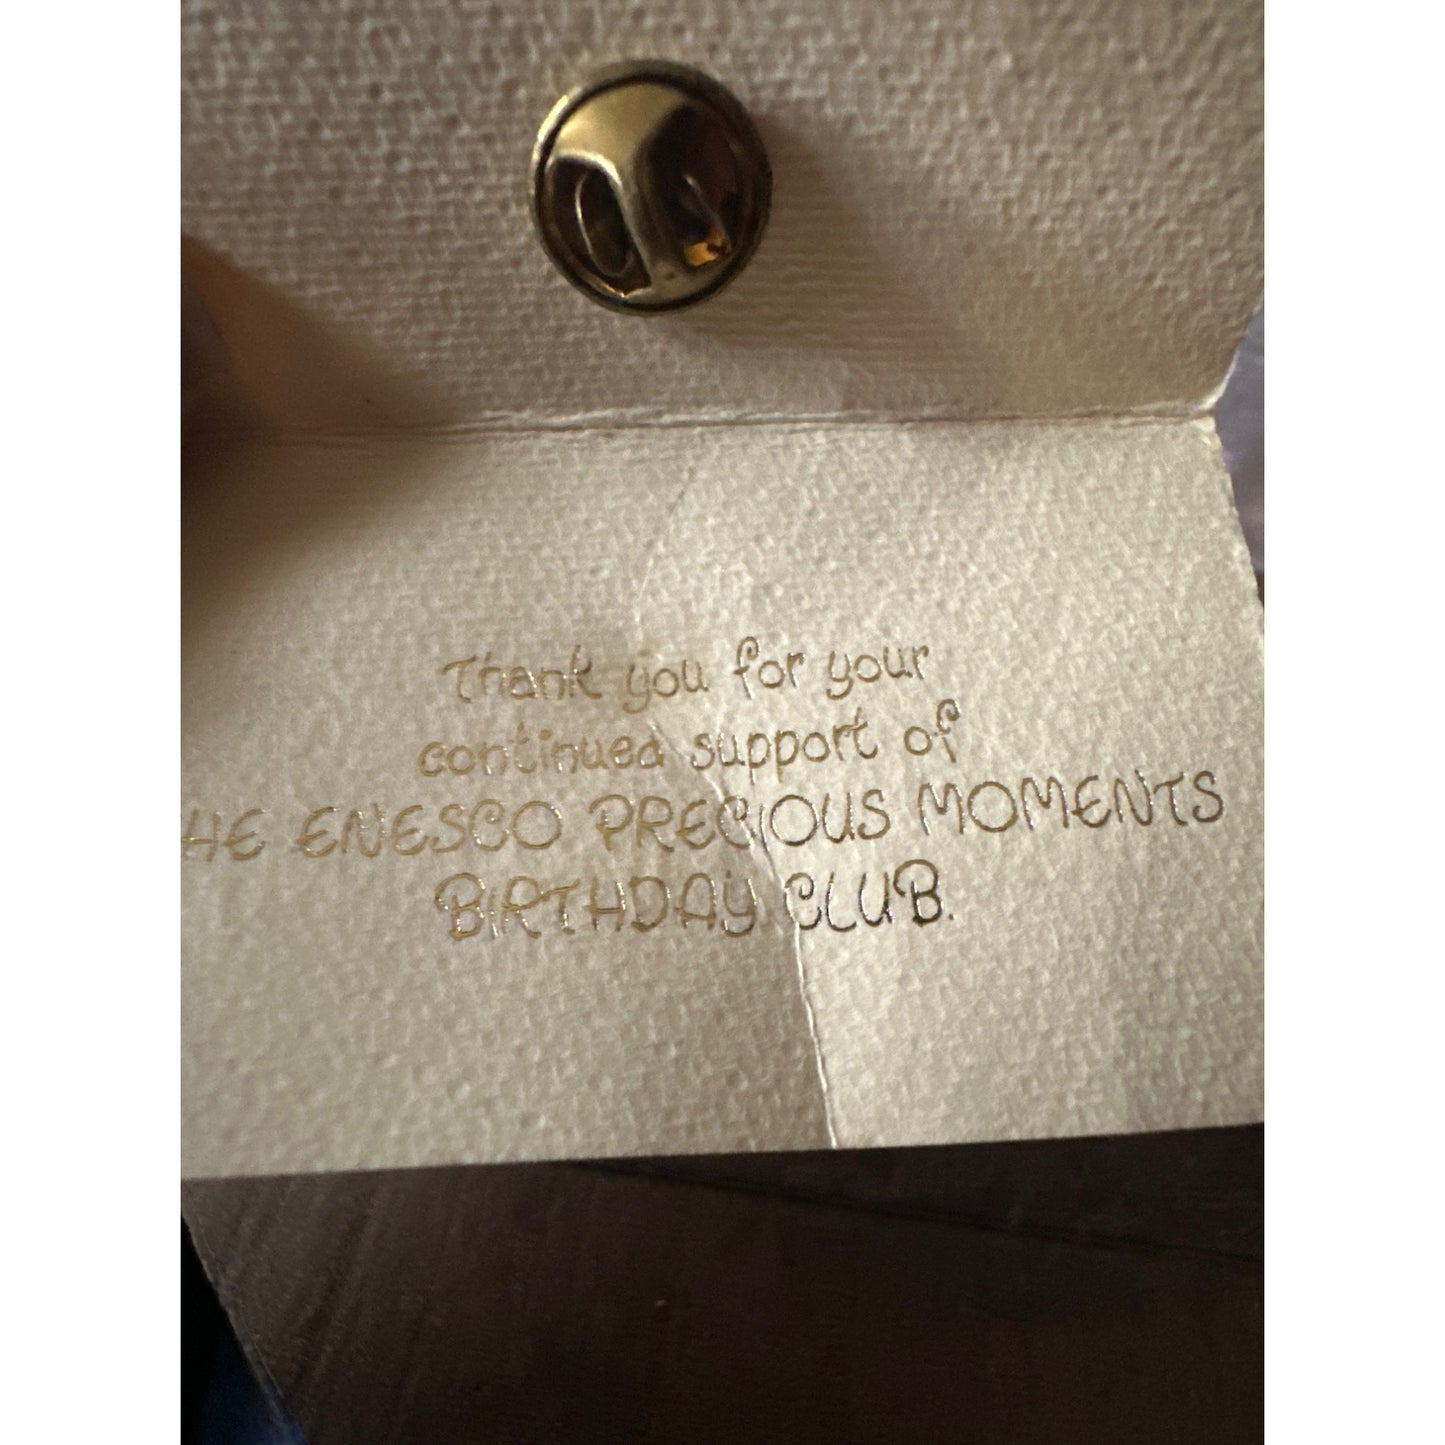 Thank you for your
continued support of
HE ENESCO PRECIOUS MOMENTS
BIRTHDAY CLUB.